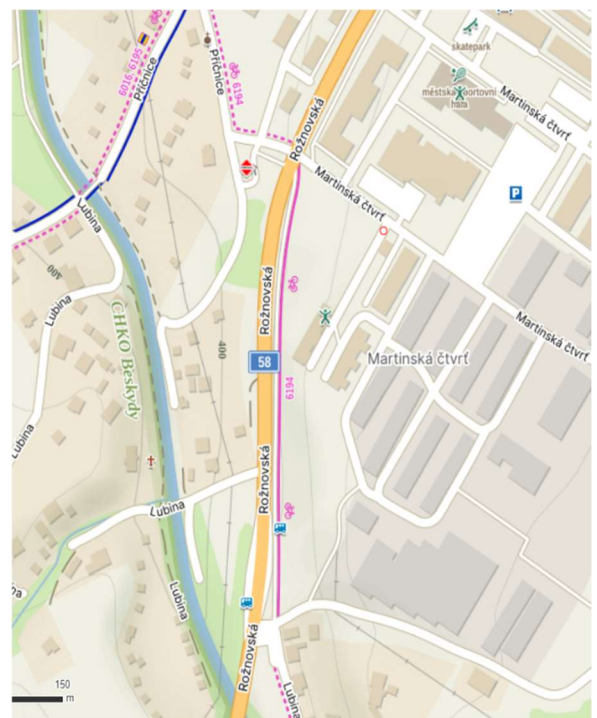 skatepark
6016, 6195
Příčnice
Příčnice
6194
Rožnovská
městská sportovní
hala
Martinská čtvrť
Martinská čtvrť
P
Lubina
400
Lubina
CHKO Beskydy
Rožnovská
400
58
6194
Martinská čtvrť
Martinská čtvrť
Lubina
Rožnovská
Lubina
Lubina
Rožnovská
Lubina
150
m